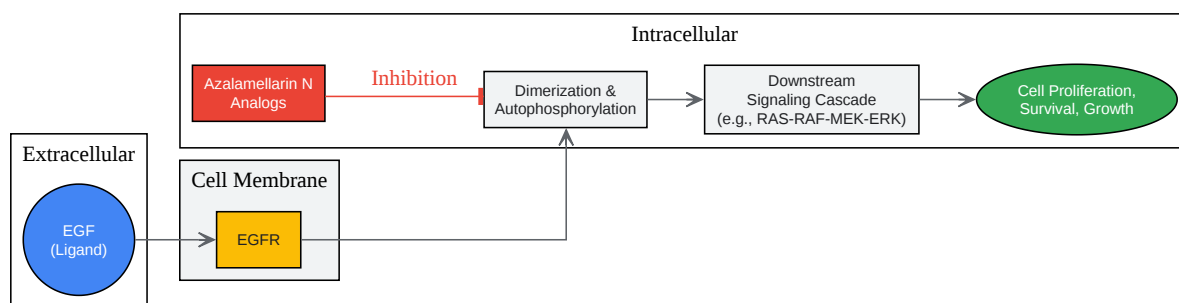 Intracellular
Azalamellarin N
Analogs
Inhibition
Dimerization &
Autophosphorylation
Downstream
Signaling Cascade
(e.g., RAS-RAF-MEK-ERK)
Cell Proliferation,
Survival, Growth
Extracellular
EGF
(Ligand)
Cell Membrane
EGFR